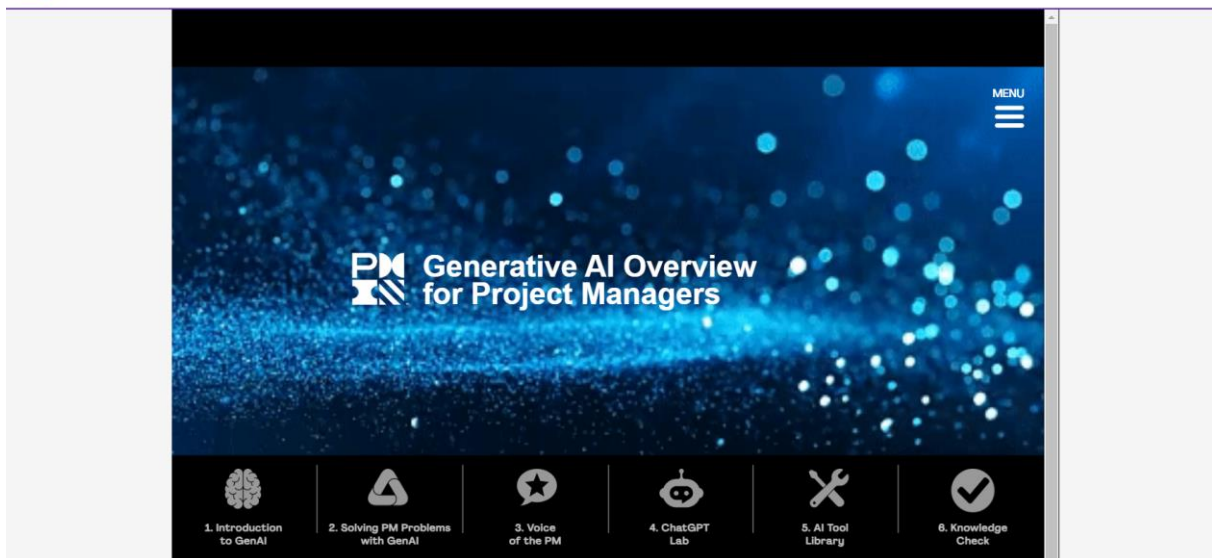 MENU
PM
Generative AI Overview
for Project Managers
1. Introduction
to GenAI
2. Solving PM Problems
with GenAI
3. Voice
of the PM
4. ChatGPT
Lab
5. AI Tool
Library
6. Knowledge
Check